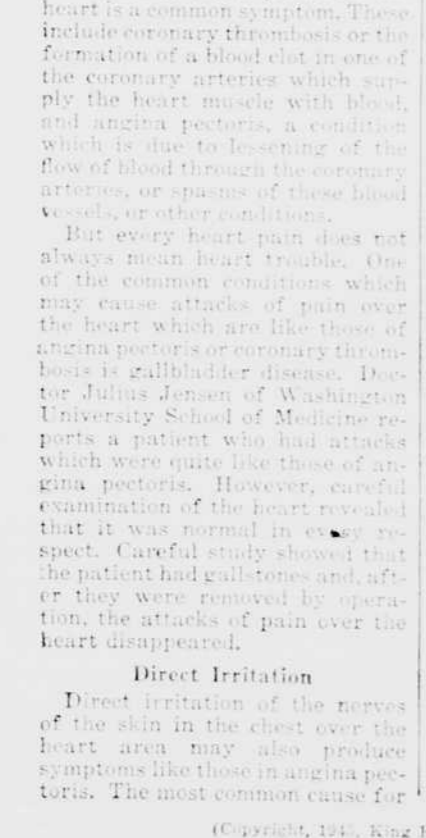 heart is a common symptom. These
include coronary thrombosis or the
formation of a blood clot in one of
the coronary arteries which sup-
ply the heart muscle with blood,
and angina pectoris, a condition
which is due to lessening of the
flow of blood through the coronary
arteries, or spasms of these blood
vessels, or other conditions.
But every heart pain does not
always mean heart trouble. One
of the common conditions which
may cause attacks of pain over
the heart which are like those of
angina pectoris or coronary throm-
bosis is gallbladder disease. Doc-
tor Julius Jensen of Washington
University School of Medicine re-
ports a patient who had attacks
which were quite like those of an-
gina pectoris. However, careful
examination of the heart revealed
that it was normal in every re-
spect. Careful study showed that
the patient had gallstones and, aft-
er they were removed by opera-
tion, the attacks of pain over the
heart disappeared.
Direct Irritation
Direct irritation of the nerves
of the skin in the chest over the
heart area may also produce
symptoms like those in angina pec-
toris. The most common cause for
(Copyright, King